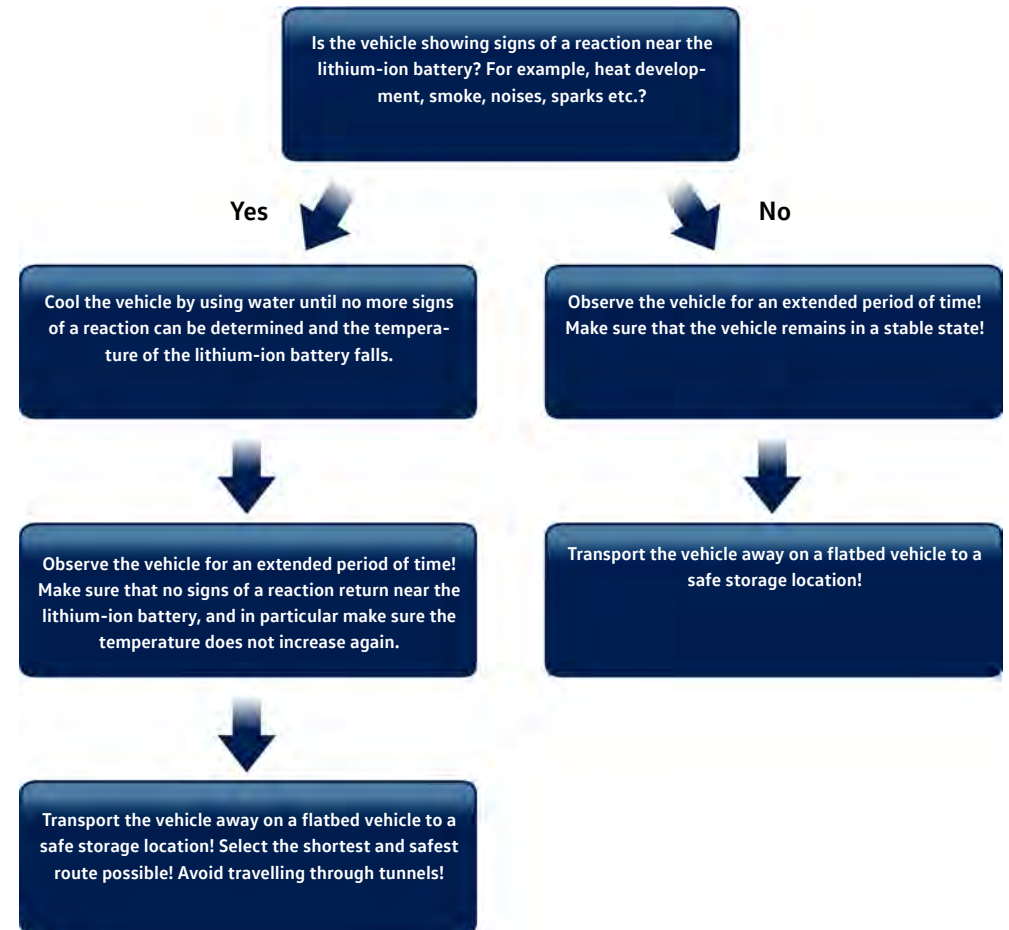 Is the vehicle showing signs of a reaction near the
lithium-ion battery? For example, heat develop-
ment, smoke, noises, sparks etc.?
Yes
No
Cool the vehicle by using water until no more signs
of a reaction can be determined and the tempera-
ture of the lithium-ion battery falls.
Observe the vehicle for an extended period of time!
Make sure that the vehicle remains in a stable state!
Observe the vehicle for an extended period of time!
Make sure that no signs of a reaction return near the
lithium-ion battery, and in particular make sure the
temperature does not increase again.
Transport the vehicle away on a flatbed vehicle to a
safe storage location!
Transport the vehicle away on a flatbed vehicle to a
safe storage location! Select the shortest and safest
route possible! Avoid travelling through tunnels!